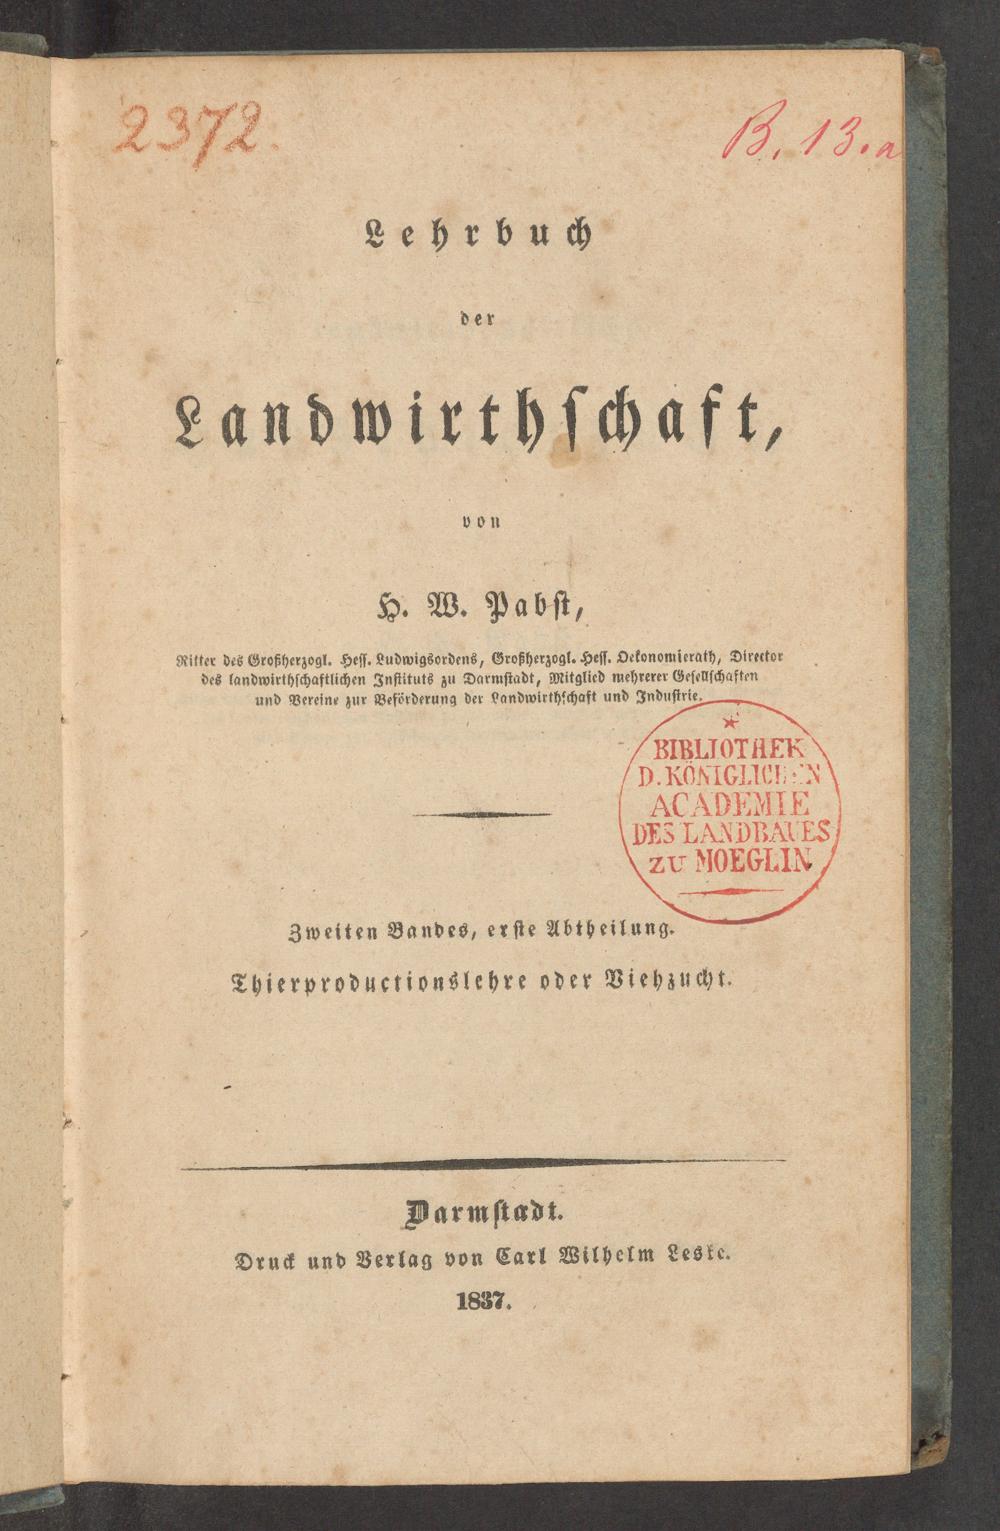 2372.
B. 13.a
Lehrbuch
der
Landwirthſchaft,
von
H. W. Pabſt,
Ritter des Großherzogl. Heſſ. Ludwigsordens, Großherzogl. Heſſ. Oekonomierath, Director
des landwirthſchaftlichen Inſtituts zu Darmſtadt, Mitglied mehrerer Geſellſchaften
und Vereine zur Beförderung der Landwirthſchaft und Induſtrie.
BIBLIOTHEK
D. KÖNIGLICHEN
ACADEMIE
DES LANDBAUES
ZU MOEGLIN
Zweiten Bandes, erſte Abtheilung.
Thierproductionslehre oder Viehzucht.
Darmſtadt.
Druck und Verlag von Carl Wilhelm Leske.
1837.